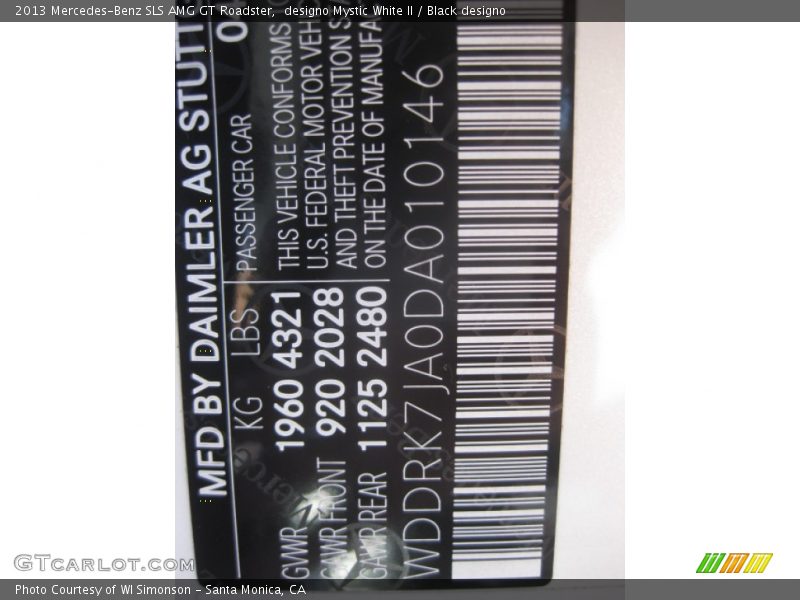 2013 Mercedes-Benz SLS AMG GT Roadster, designo Mystic White II / Black designo
MFD BY DAIMLER AG STUTT
KG LBS PASSENGER CAR 0
GVWR 1960 4321 THIS VEHICLE CONFORMS
GAWR FRONT 920 2028 U.S. FEDERAL MOTOR VEH
AND THEFT PREVENTION S
GAWR REAR 1125 2480 ON THE DATE OF MANUFA
WDDRK7JA0DA010146
GTcarlot.com
Photo Courtesy of WI Simonson - Santa Monica, CA